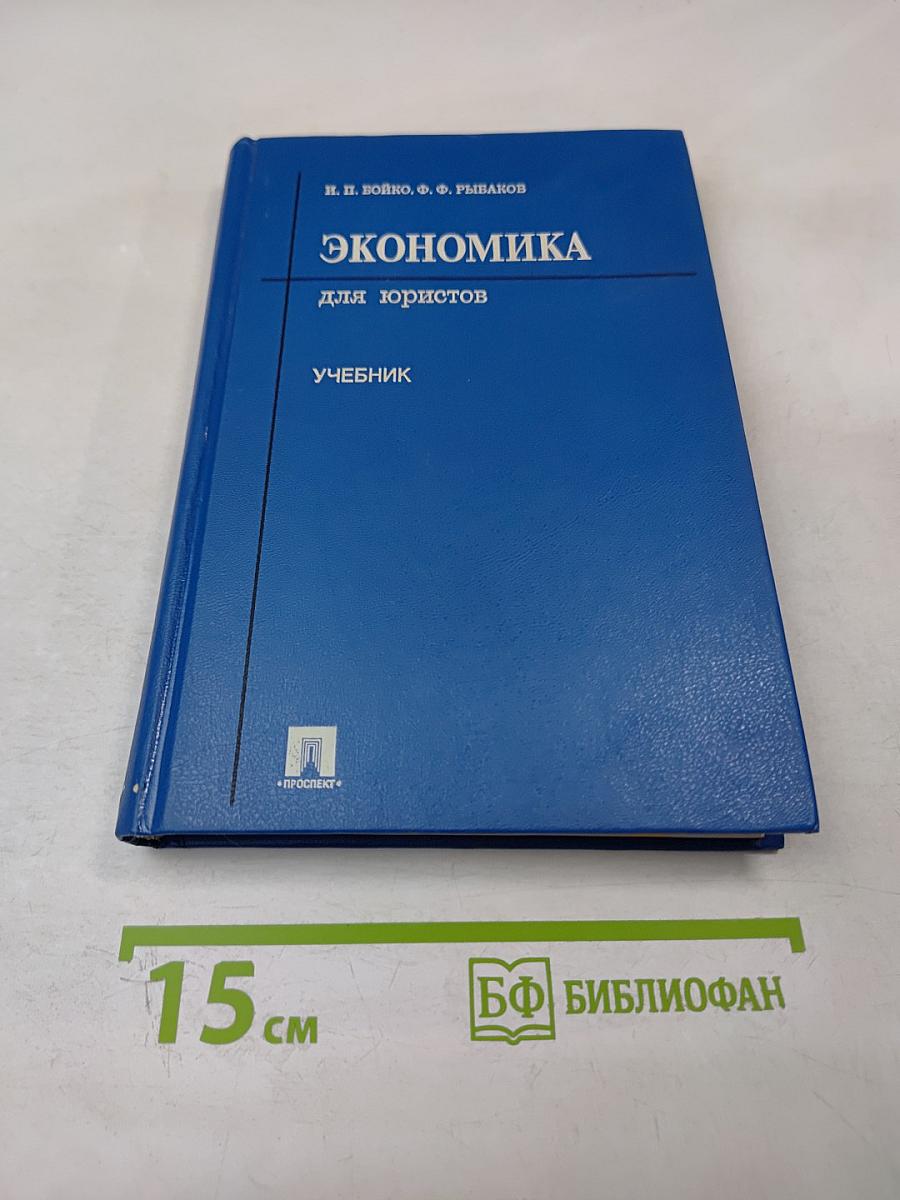 И. П. БОЙКО, Ф. Ф. РЫБАКОВ
ЭКОНОМИКА
для юристов
УЧЕБНИК
•ПРОСПЕКТ•
15 см
БФ БИБЛИОФАН